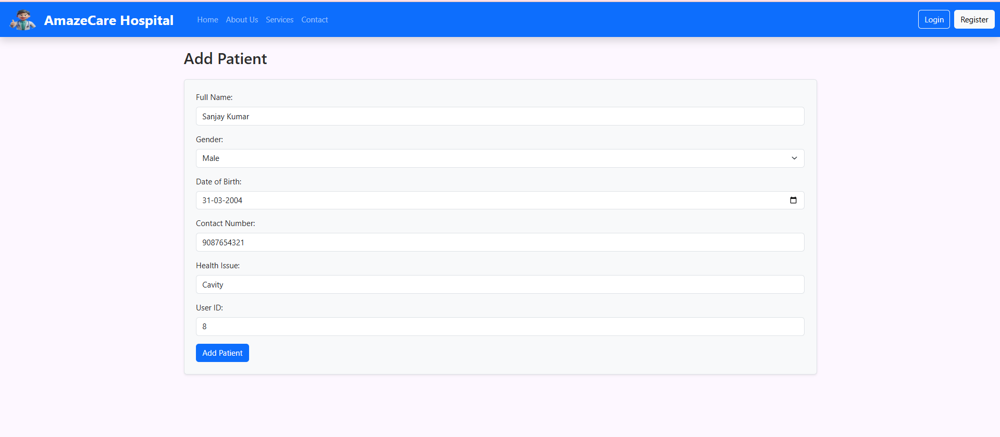 AmazeCare Hospital Home About Us Services Contact Login Register
Add Patient
Full Name:
Sanjay Kumar
Gender:
Male
Date of Birth:
31-03-2004
Contact Number:
9087654321
Health Issue:
Cavity
User ID:
8
Add Patient